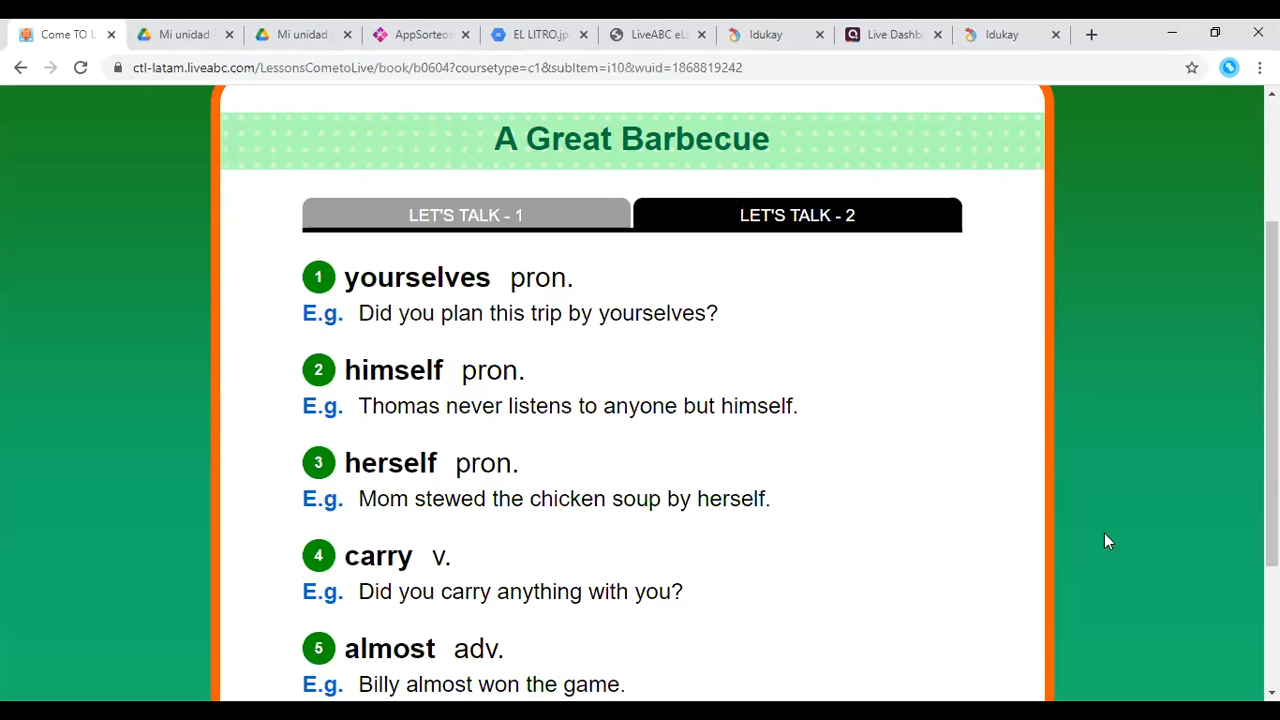 Come TO L
Mi unidad
Mi unidad
AppSorteos
EL LITRO.jp
LiveABC eLe
Idukay
Live Dashb
Idukay
ctl-latam.liveabc.com/LessonsCometoLive/book/b0604?coursetype=c1&subItem=i10&wuid=1868819242
A Great Barbecue
LET'S TALK - 1
LET'S TALK - 2
1 yourselves pron.
E.g. Did you plan this trip by yourselves?
2 himself pron.
E.g. Thomas never listens to anyone but himself.
3 herself pron.
E.g. Mom stewed the chicken soup by herself.
4 carry v.
E.g. Did you carry anything with you?
5 almost adv.
E.g. Billy almost won the game.